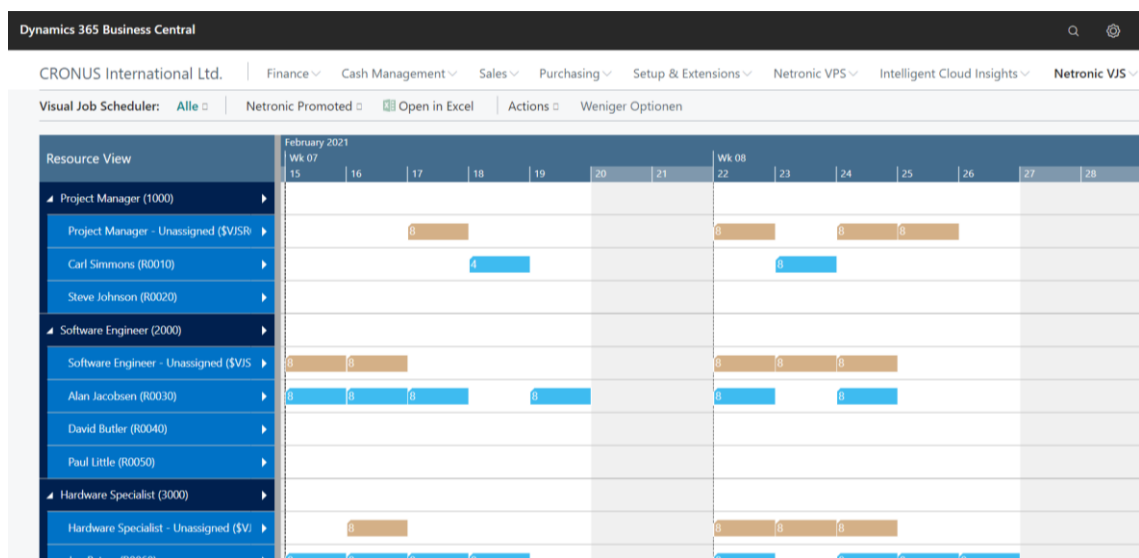 Dynamics 365 Business Central
CRONUS International Ltd. Finance Cash Management Sales Purchasing Setup & Extensions Netronic VPS Intelligent Cloud Insights Netronic VJS
Visual Job Scheduler: Alle Netronic Promoted Open in Excel Actions Weniger Optionen
Resource View
February 2021
Wk 07 Wk 08
15 16 17 18 19 20 21 22 23 24 25 26 27 28
Project Manager (1000)
Project Manager - Unassigned ($VJSR 8 8 8 8
Carl Simmons (R0010) 4 8
Steve Johnson (R0020)
Software Engineer (2000)
Software Engineer - Unassigned ($VJS 8 8 8 8 8
Alan Jacobsen (R0030) 8 8 8 8 8 8
David Butler (R0040)
Paul Little (R0050)
Hardware Specialist (3000)
Hardware Specialist - Unassigned ($VJ 8 8 8 8